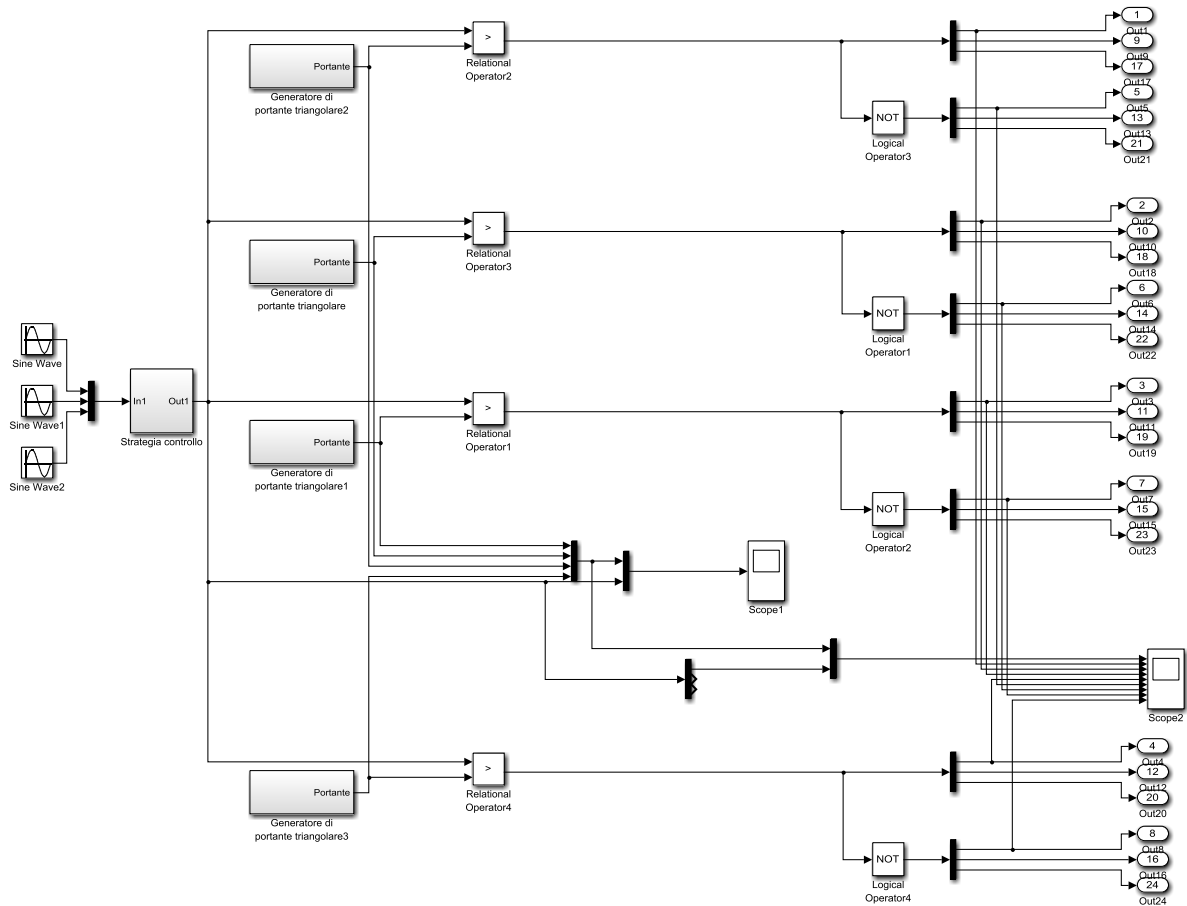 1
Out1
9
Out9
17
Out17
>
Relational
Operator2
Portante
Generatore di
portante triangolare2
5
Out5
13
Out13
21
Out21
NOT
Logical
Operator3
2
Out2
10
Out10
18
Out18
>
Relational
Operator3
Portante
Generatore di
portante triangolare
6
Out6
14
Out14
22
Out22
NOT
Logical
Operator1
Sine Wave
Sine Wave1
Sine Wave2
In1
Out1
Strategia controllo
3
Out3
11
Out11
19
Out19
>
Relational
Operator1
Portante
Generatore di
portante triangolare1
7
Out7
15
Out15
23
Out23
NOT
Logical
Operator2
Scope1
Scope2
4
Out4
12
Out12
20
Out20
>
Relational
Operator4
Portante
Generatore di
portante triangolare3
8
Out8
16
Out16
24
Out24
NOT
Logical
Operator4